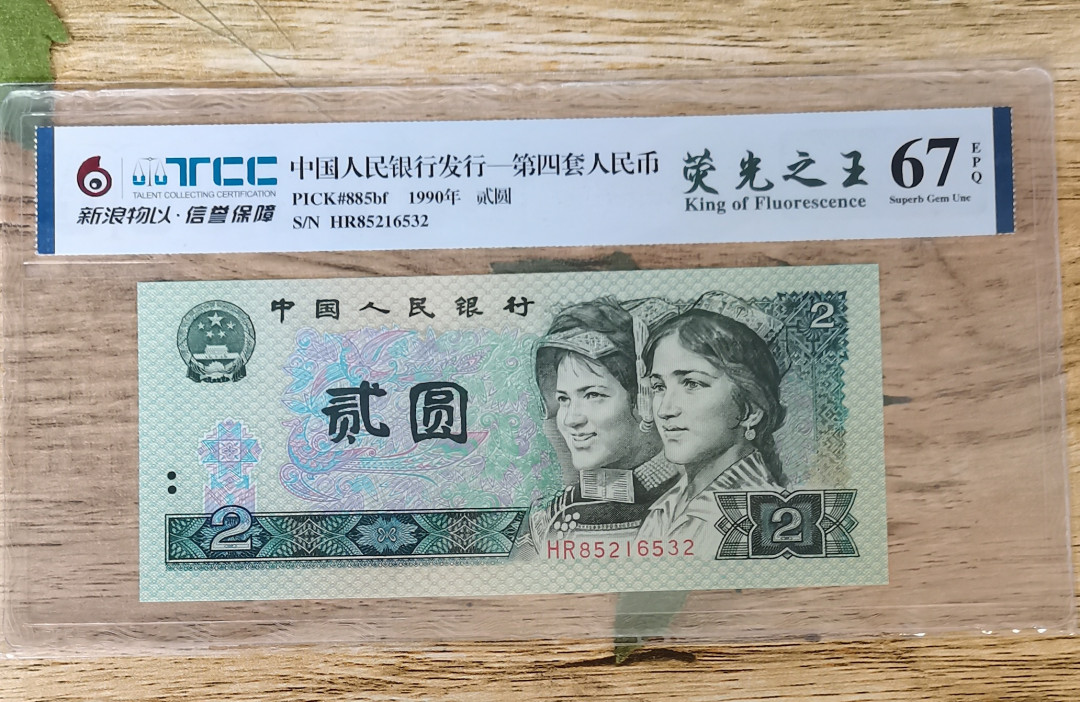 TCC
TALENT COLLECTING CERTIFICATION
新浪物以·信誉保障
中国人民银行发行—第四套人民币
PICK#885bf 1990年 贰圆
S/N HR85216532
荧光之王
King of Fluorescence
67
EPQ
Superb Gem Unc
中国人民银行
2
贰圆
2
HR85216532
2